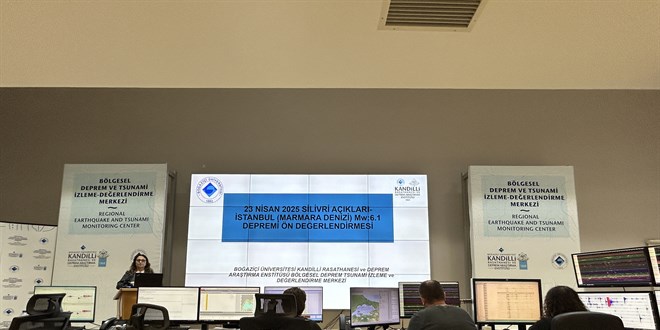 BÖLGESEL
DEPREM VE TSUNAMİ
İZLEME-DEĞERLENDİRME
MERKEZİ
REGIONAL
EARTHQUAKE AND TSUNAMI
MONITORING CENTER
KANDİLLİ
KANDİLLİ
23 NİSAN 2025 SİLİVRİ AÇIKLARI-
İSTANBUL (MARMARA DENİZİ) Mw:6.1
DEPREMİ ÖN DEĞERLENDİRMESİ
BOĞAZİÇİ ÜNİVERSİTESİ KANDİLLİ RASATHANESİ ve DEPREM
ARAŞTIRMA ENSTİTÜSÜ BÖLGESEL DEPREM TSUNAMİ İZLEME ve
DEĞERLENDİRME MERKEZİ
BÖLGESEL
DEPREM VE TSUNAMİ
İZLEME-DEĞERLENDİRME
MERKEZİ
REGIONAL
EARTHQUAKE AND TSUNAMI
MONITORING CENTER
KANDİLLİ